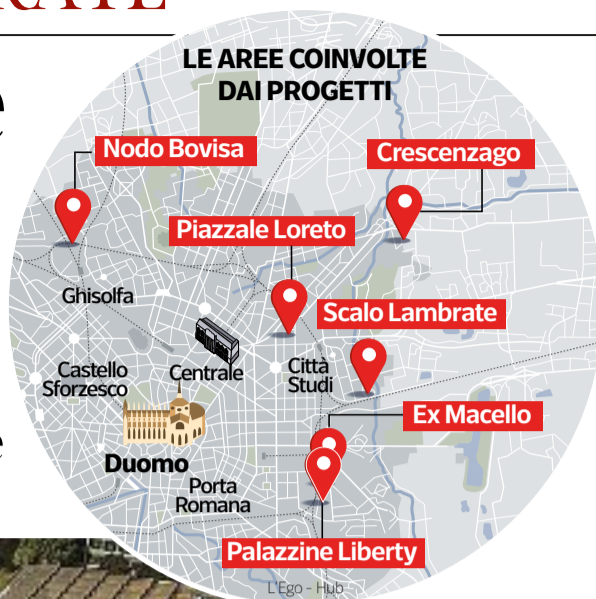 RATE
e
LE AREE COINVOLTE
DAI PROGETTI
Nodo Bovisa
Crescenzago
Piazzale Loreto
Ghisolfa
Scalo Lambrate
Centrale
Città
Studi
Castello
Sforzesco
Ex Macello
e
Duomo
Porta
Romana
Palazzine Liberty
L'Ego - Hub